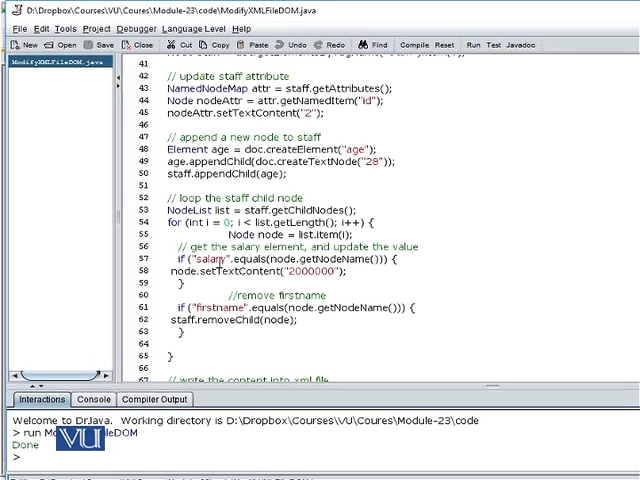 D:\Dropbox\Courses\VU\Coures\Module-23\code\ModifyXMLFileDOM.java
File Edit Tools Project Debugger Language Level Help
New Open Save Close Cut Copy Paste Undo Redo Find Compile Reset Run Test Javadoc
ModifyXMLFileDOM.java
41
42 // update staff attribute
43 NamedNodeMap attr = staff.getAttributes();
44 Node nodeAttr = attr.getNamedItem("id");
45 nodeAttr.setTextContent("2");
46
47 // append a new node to staff
48 Element age = doc.createElement("age");
49 age.appendChild(doc.createTextNode("28"));
50 staff.appendChild(age);
51
52 // loop the staff child node
53 NodeList list = staff.getChildNodes();
54 for (int i = 0; i < list.getLength(); i++) {
55 Node node = list.item(i);
56 // get the salary element, and update the value
57 if ("salary".equals(node.getNodeName())) {
58 node.setTextContent("2000000");
59 }
60 //remove firstname
61 if ("firstname".equals(node.getNodeName())) {
62 staff.removeChild(node);
63 }
64
65 }
66
67 // write the content into xml file
Interactions Console Compiler Output
Welcome to DrJava. Working directory is D:\Dropbox\Courses\VU\Coures\Module-23\code
> run ModifyXMLFileDOM
Done
>
VU